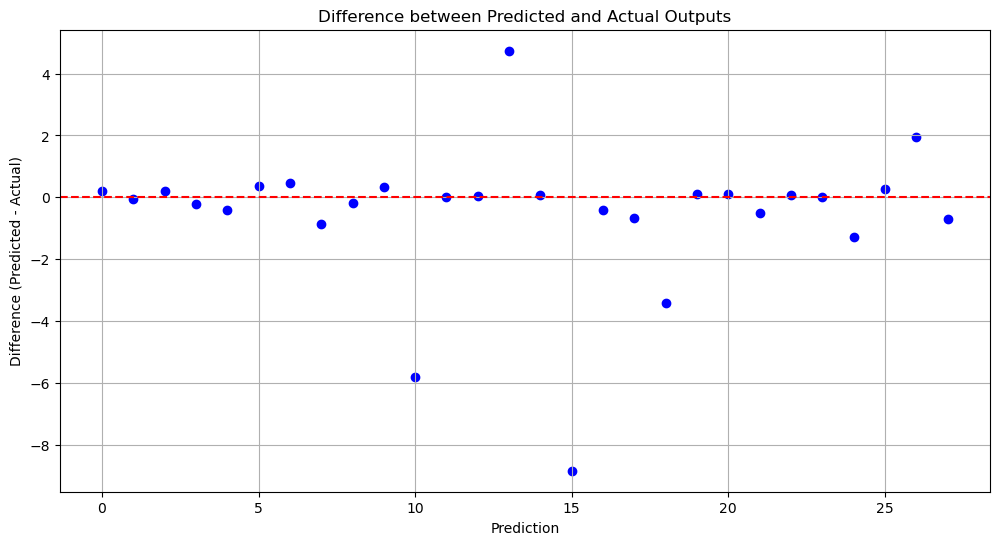 Difference between Predicted and Actual Outputs
Difference (Predicted - Actual)
4
2
0
−2
−4
−6
−8
0 5 10 15 20 25
Prediction